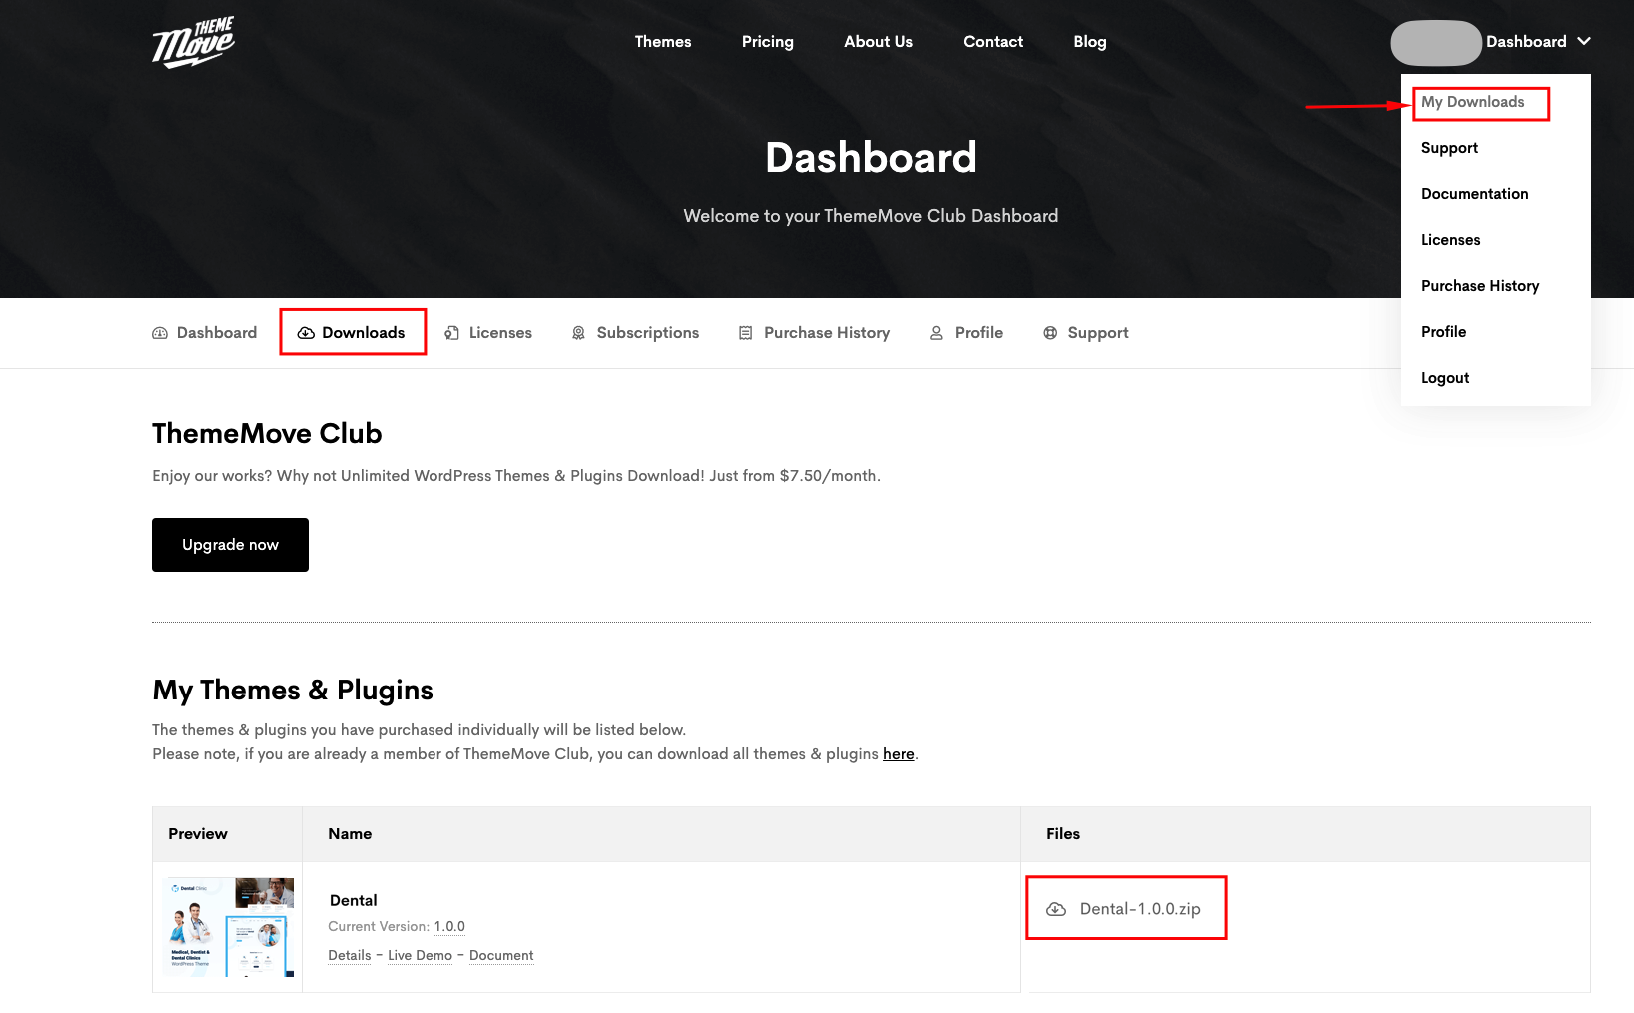 THEME
Move
Themes
Pricing
About Us
Contact
Blog
Dashboard
My Downloads
Support
Documentation
Licenses
Purchase History
Profile
Logout
Dashboard
Welcome to your ThemeMove Club Dashboard
Dashboard
Downloads
Licenses
Subscriptions
Purchase History
Profile
Support
ThemeMove Club
Enjoy our works? Why not Unlimited WordPress Themes & Plugins Download! Just from $7.50/month.
Upgrade now
My Themes & Plugins
The themes & plugins you have purchased individually will be listed below.
Please note, if you are already a member of ThemeMove Club, you can download all themes & plugins here.
Preview
Name
Files
Dental Clinic
Medical, Dentist &
Dental Clinics
WordPress Theme
Dental
Current Version: 1.0.0
Details – Live Demo – Document
Dental-1.0.0.zip